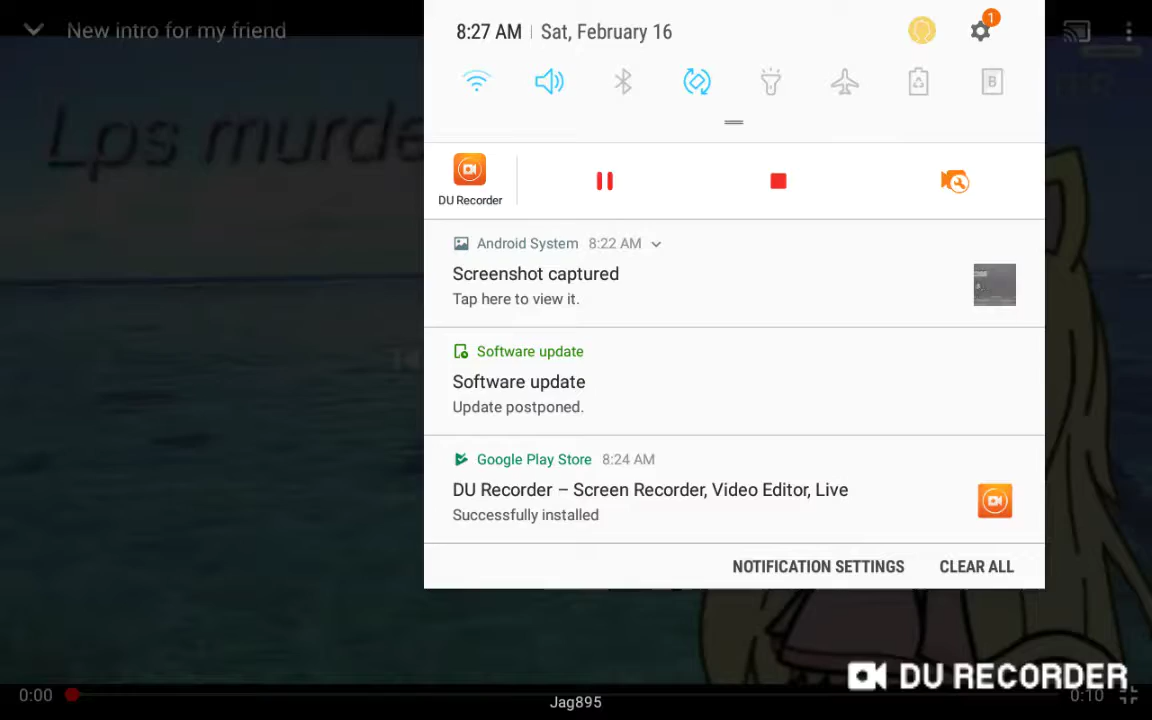 New intro for my friend
8:27 AM Sat, February 16
1
B
Lps murde
DU Recorder
Android System 8:22 AM
Screenshot captured
Tap here to view it.
Software update
Software update
Update postponed.
Google Play Store 8:24 AM
DU Recorder – Screen Recorder, Video Editor, Live
Successfully installed
NOTIFICATION SETTINGS CLEAR ALL
DU RECORDER
0:00
0:10
Jag895